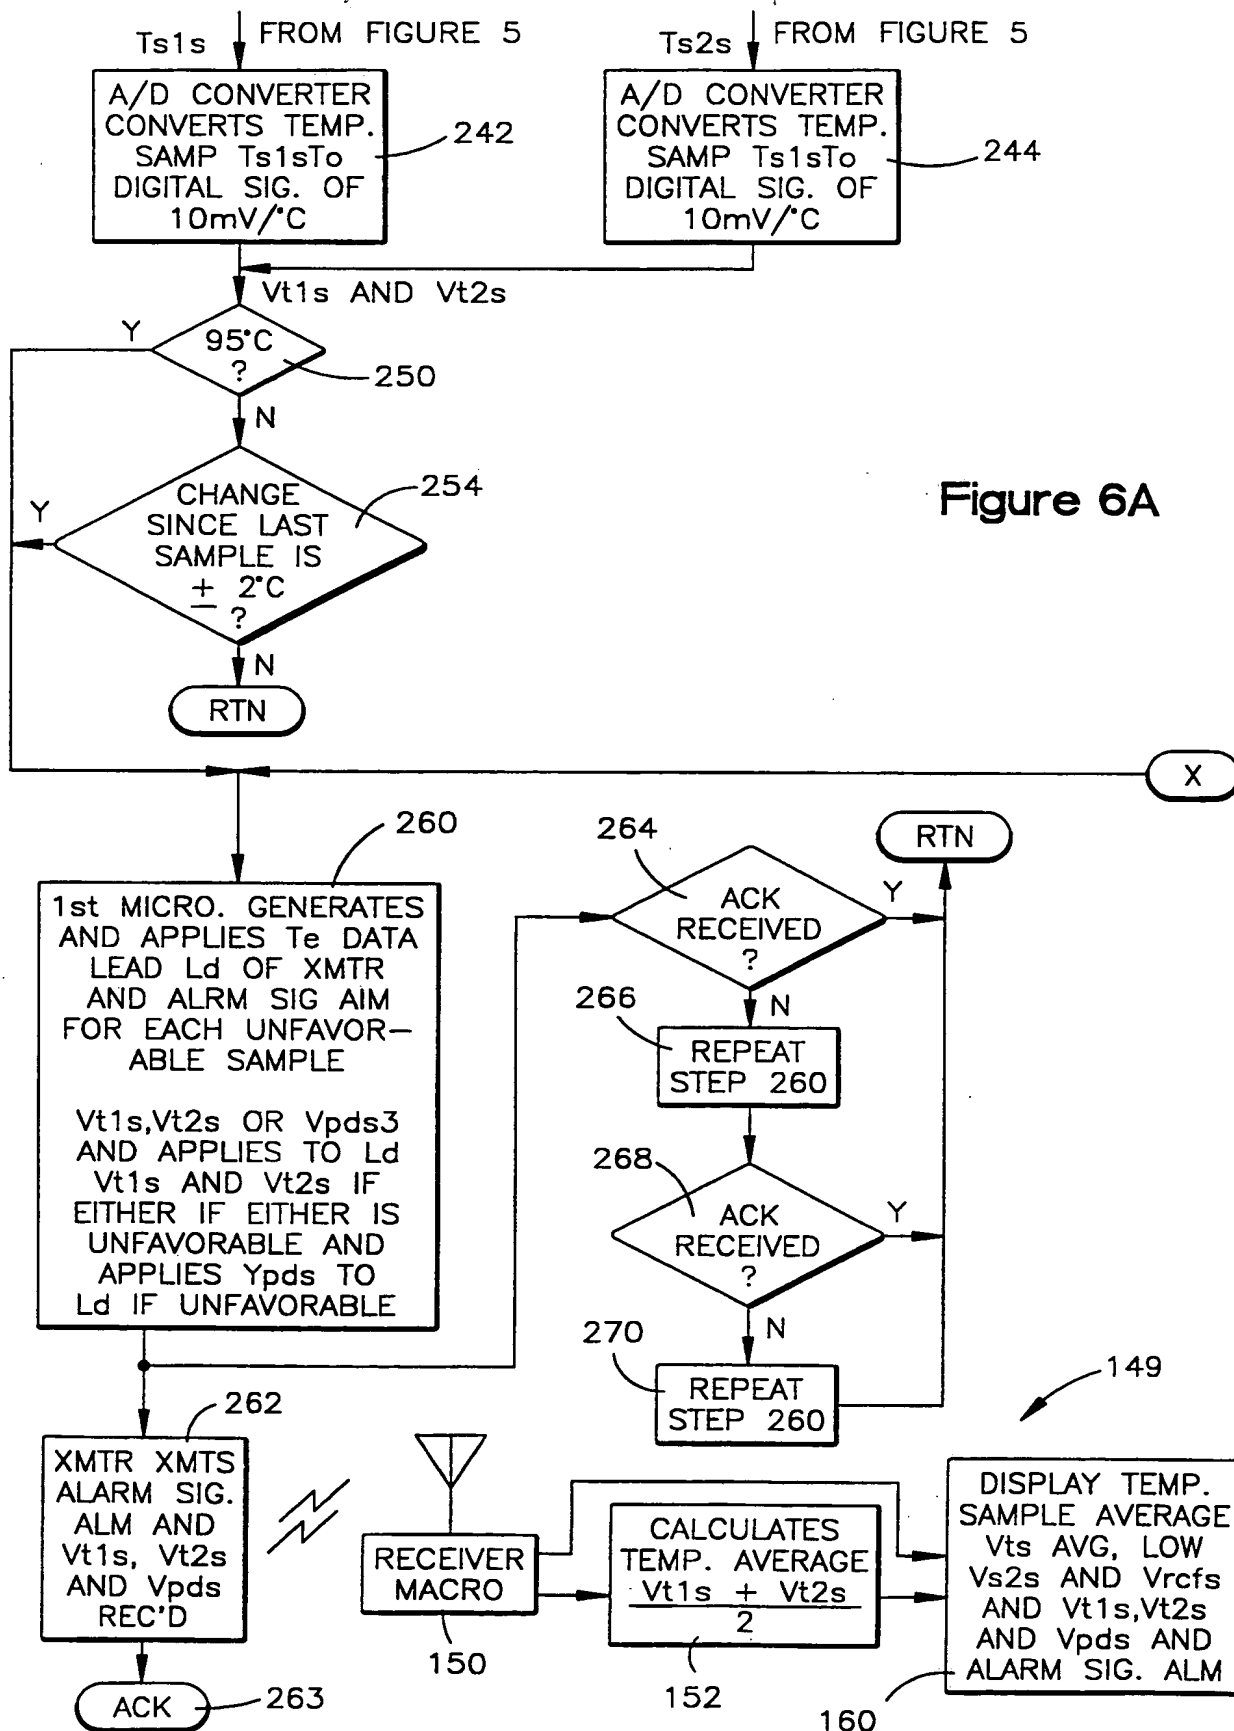 Ts1s FROM FIGURE 5
Ts2s FROM FIGURE 5
A/D CONVERTER
CONVERTS TEMP.
SAMP Ts1sTo
DIGITAL SIG. OF
10mV/°C
242
A/D CONVERTER
CONVERTS TEMP.
SAMP Ts1sTo
DIGITAL SIG. OF
10mV/°C
244
Vt1s AND Vt2s
Y
95°C
?
250
N
Y
CHANGE
SINCE LAST
SAMPLE IS
± 2°C
?
254
N
RTN
Figure 6A
X
260
1st MICRO. GENERATES
AND APPLIES Te DATA
LEAD Ld OF XMTR
AND ALRM SIG AIM
FOR EACH UNFAVOR-
ABLE SAMPLE
Vt1s,Vt2s OR Vpds3
AND APPLIES TO Ld
Vt1s AND Vt2s IF
EITHER IF EITHER IS
UNFAVORABLE AND
APPLIES Ypds TO
Ld IF UNFAVORABLE
264
ACK
RECEIVED
?
Y
RTN
N
266
REPEAT
STEP 260
268
ACK
RECEIVED
?
Y
N
270
REPEAT
STEP 260
149
262
XMTR XMTS
ALARM SIG.
ALM AND
Vt1s, Vt2s
AND Vpds
REC'D
ACK
263
RECEIVER
MACRO
150
CALCULATES
TEMP. AVERAGE
Vt1s + Vt2s
2
152
DISPLAY TEMP.
SAMPLE AVERAGE
Vts AVG, LOW
Vs2s AND Vrcfs
AND Vt1s,Vt2s
AND Vpds AND
ALARM SIG. ALM
160